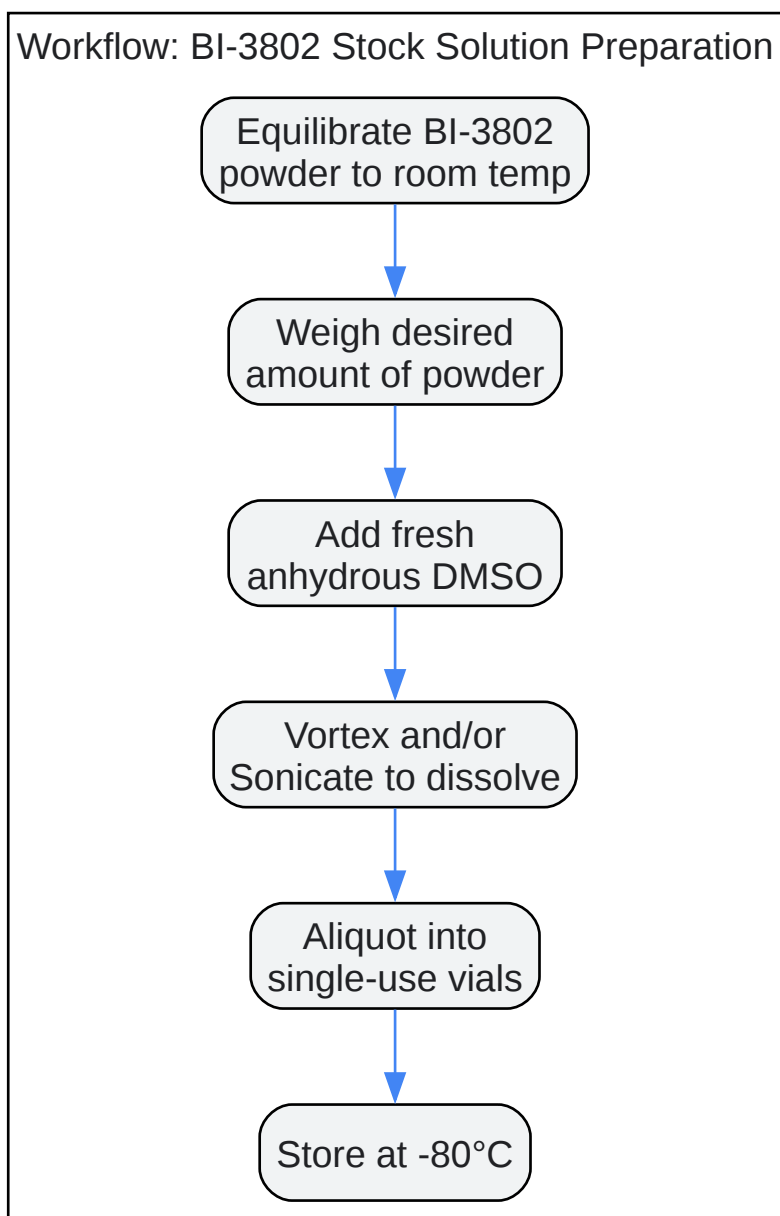 Workflow: BI-3802 Stock Solution Preparation
Equilibrate BI-3802
powder to room temp
Weigh desired
amount of powder
Add fresh
anhydrous DMSO
Vortex and/or
Sonicate to dissolve
Aliquot into
single-use vials
Store at -80°C